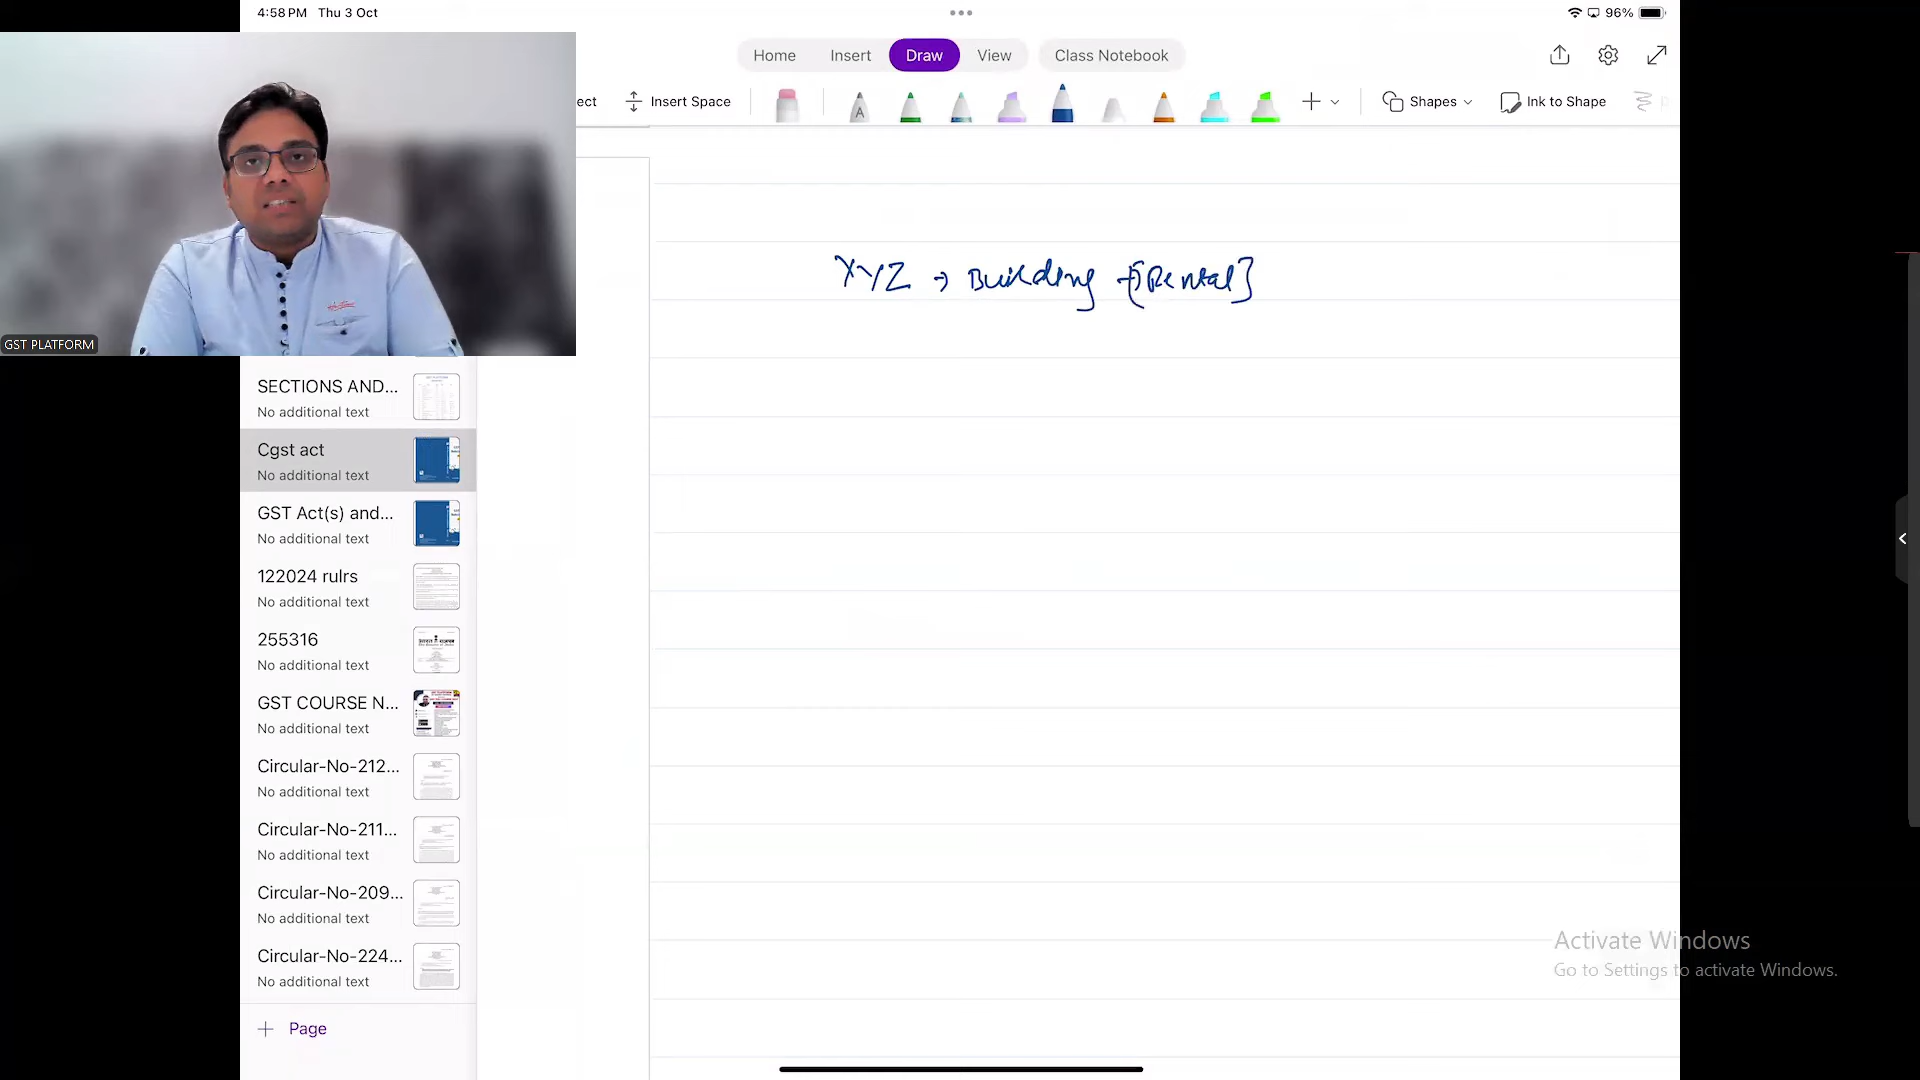 4:58 PM Thu 3 Oct
96%
Home Insert Draw View Class Notebook
ect Insert Space
A
Shapes Ink to Shape
XYZ → Building - [Rental]
GST PLATFORM
SECTIONS AND...
No additional text
Cgst act
No additional text
GST Act(s) and...
No additional text
122024 rulrs
No additional text
255316
No additional text
GST COURSE N...
No additional text
Circular-No-212...
No additional text
Circular-No-211...
No additional text
Circular-No-209...
No additional text
Circular-No-224...
No additional text
Page
Activate Windows
Go to Settings to activate Windows.